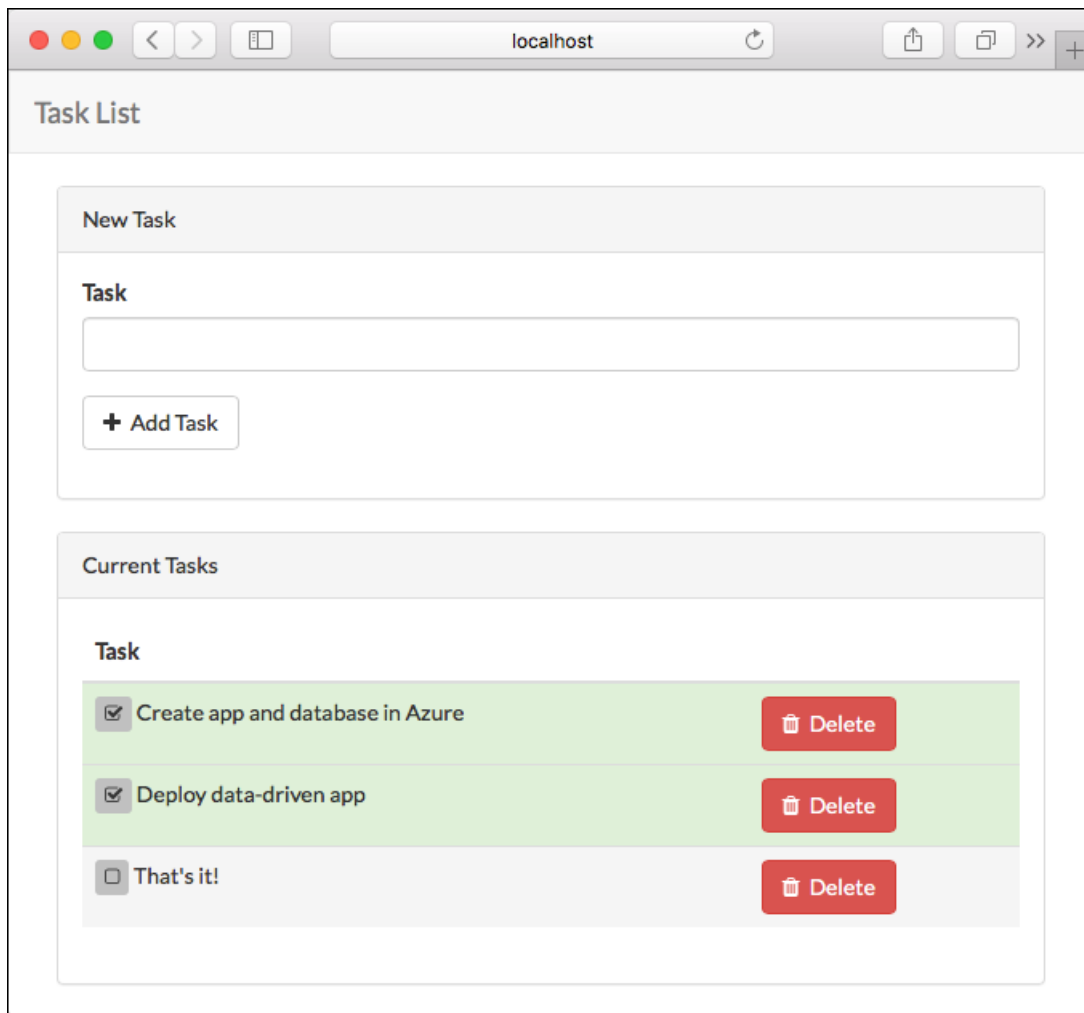 localhost
Task List
New Task
Task
Add Task
Current Tasks
Task
Create app and database in Azure
Delete
Deploy data-driven app
Delete
That's it!
Delete